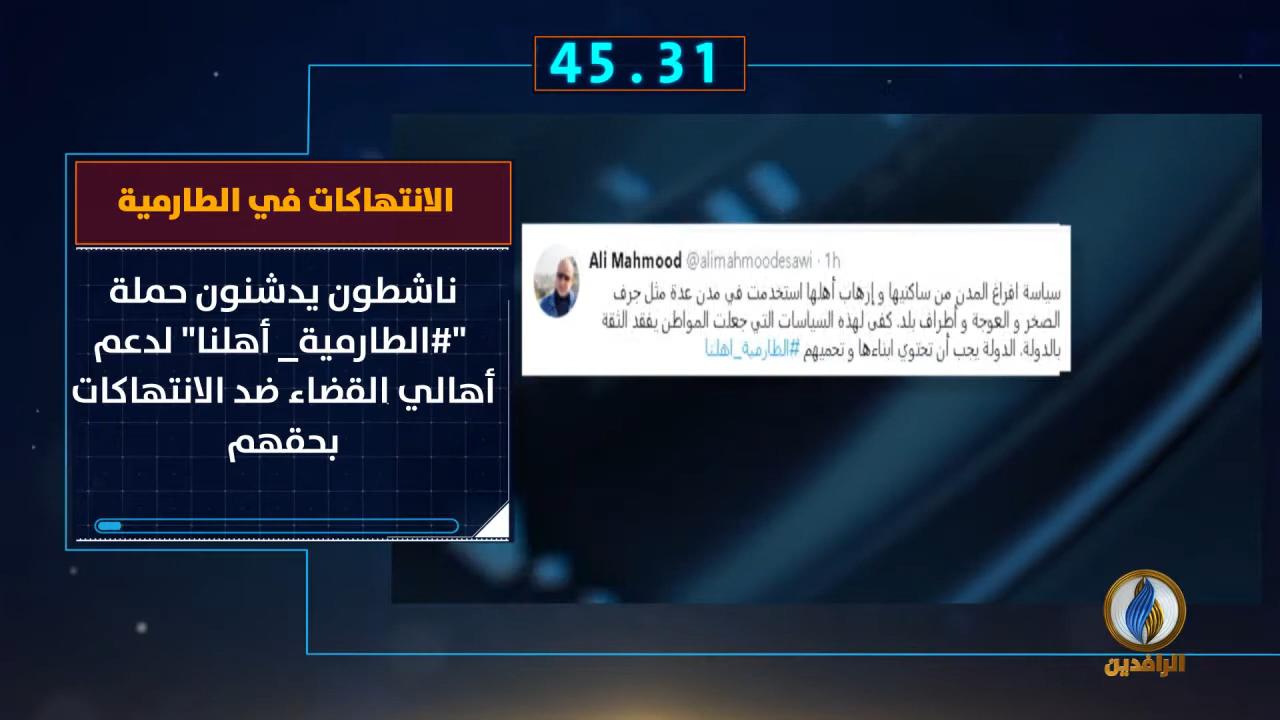 45.31
الانتهاكات في الطارمية
ناشطون يدشنون حملة
"#الطارمية_ أهلنا" لدعم
أهالي القضاء ضد الانتهاكات
بحقهم
Ali Mahmood @alimahmoodesawi · 1h
سياسة افراغ المدن من ساكنيها و إرهاب أهلها استخدمت في مدن عدة مثل جرف
الصخر و العوجة و أطراف بلد. كفى لهذه السياسات التي جعلت المواطن يفقد الثقة
بالدولة. الدولة يجب أن تحتوي ابناءها و تحميهم #الطارمية_اهلنا
الرافدين